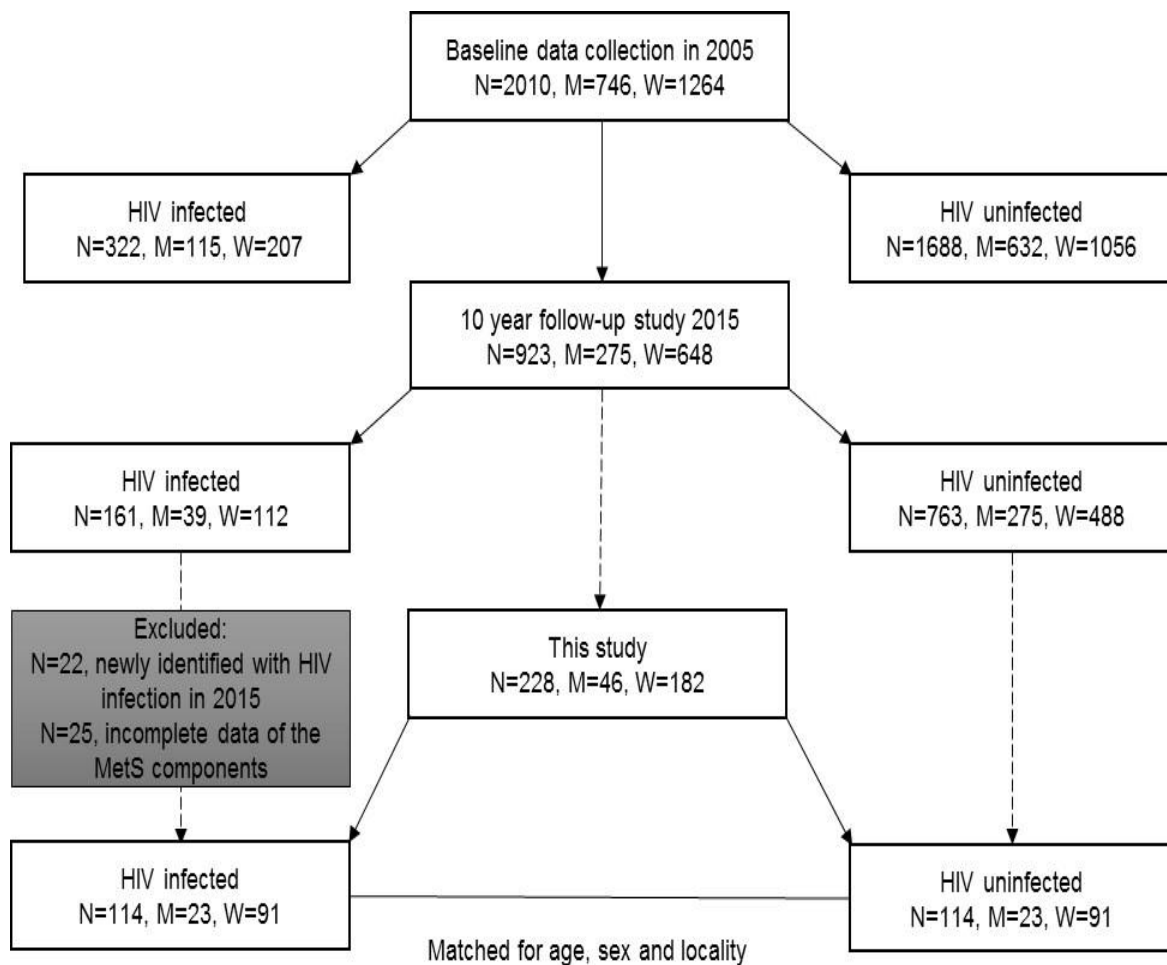 Baseline data collection in 2005
N=2010, M=746, W=1264
HIV infected
N=322, M=115, W=207
HIV uninfected
N=1688, M=632, W=1056
10 year follow-up study 2015
N=923, M=275, W=648
HIV infected
N=161, M=39, W=112
HIV uninfected
N=763, M=275, W=488
Excluded:
N=22, newly identified with HIV
infection in 2015
N=25, incomplete data of the
MetS components
This study
N=228, M=46, W=182
HIV infected
N=114, M=23, W=91
HIV uninfected
N=114, M=23, W=91
Matched for age, sex and locality